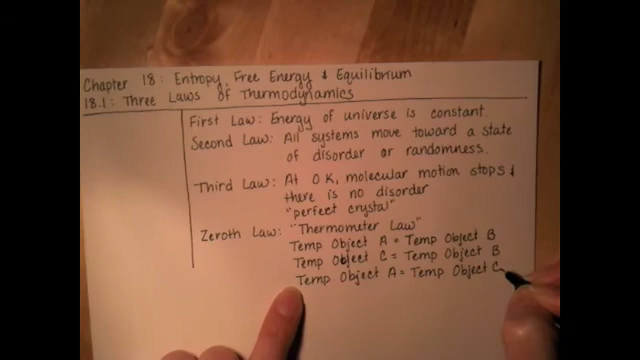 Chapter 18: Entropy, Free Energy & Equilibrium
18.1: Three Laws of Thermodynamics
First Law: Energy of universe is constant.
Second Law: All systems move toward a state
of disorder or randomness.
Third Law: At 0 K, molecular motion stops &
there is no disorder
"perfect crystal"
Zeroth Law: "Thermometer Law"
Temp Object A = Temp Object B
Temp Object C = Temp Object B
Temp Object A = Temp Object C